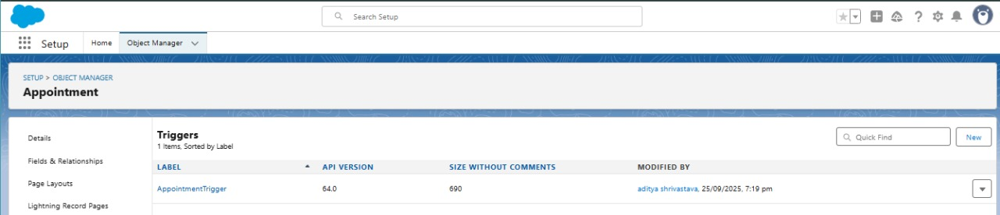 Search Setup
Setup
Home
Object Manager
SETUP > OBJECT MANAGER
Appointment
Details
Fields & Relationships
Page Layouts
Lightning Record Pages
Triggers
1 Items, Sorted by Label
Quick Find
New
LABEL API VERSION SIZE WITHOUT COMMENTS MODIFIED BY
AppointmentTrigger 64.0 690 aditya shrivastava, 25/09/2025, 7:19 pm